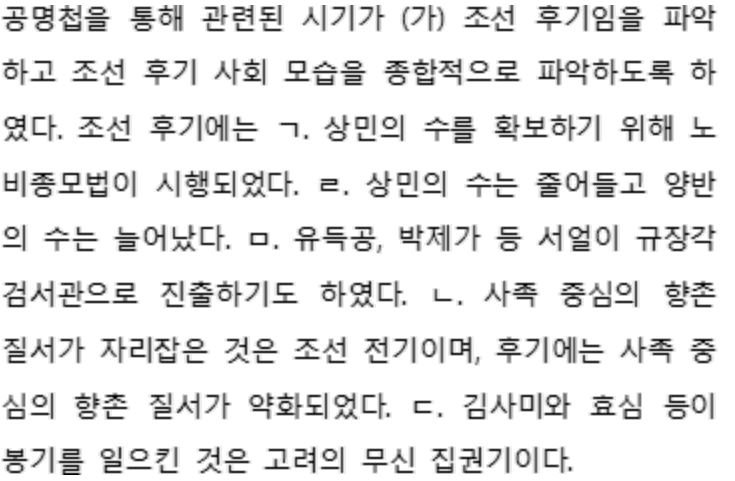 공명첩을 통해 관련된 시기가 (가) 조선 후기임을 파악
하고 조선 후기 사회 모습을 종합적으로 파악하도록 하
였다. 조선 후기에는 ㄱ. 상민의 수를 확보하기 위해 노
비종모법이 시행되었다. ㄹ. 상민의 수는 줄어들고 양반
의 수는 늘어났다. ㅁ. 유득공, 박제가 등 서얼이 규장각
검서관으로 진출하기도 하였다. ㄴ. 사족 중심의 향촌
질서가 자리잡은 것은 조선 전기이며, 후기에는 사족 중
심의 향촌 질서가 약화되었다. ㄷ. 김사미와 효심 등이
봉기를 일으킨 것은 고려의 무신 집권기이다.